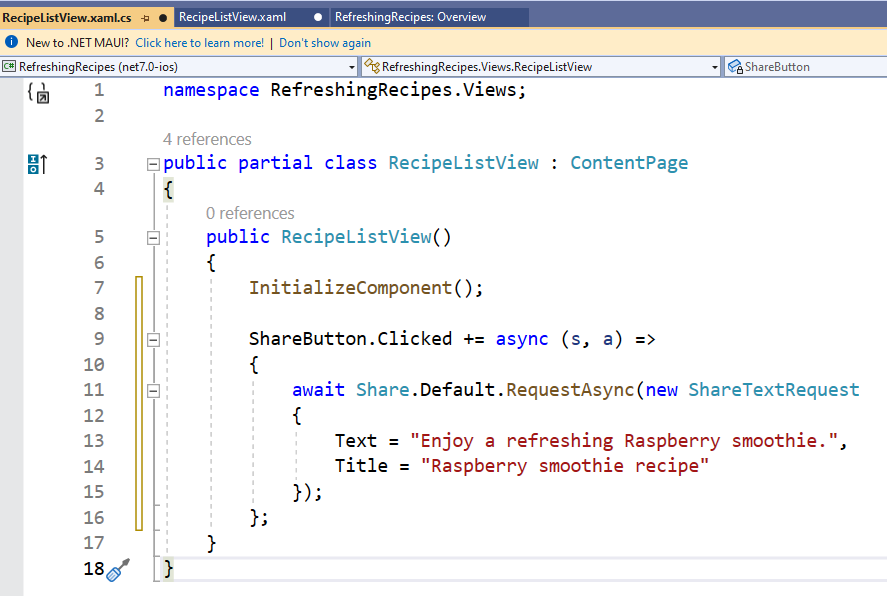 RecipeListView.xaml.cs RecipeListView.xaml RefreshingRecipes: Overview
New to .NET MAUI? Click here to learn more! | Don't show again
C# RefreshingRecipes (net7.0-ios) RefreshingRecipes.Views.RecipeListView ShareButton
1 namespace RefreshingRecipes.Views;
2
4 references
3 public partial class RecipeListView : ContentPage
4 {
0 references
5 public RecipeListView()
6 {
7 InitializeComponent();
8
9 ShareButton.Clicked += async (s, a) =>
10 {
11 await Share.Default.RequestAsync(new ShareTextRequest
12 {
13 Text = "Enjoy a refreshing Raspberry smoothie.",
14 Title = "Raspberry smoothie recipe"
15 });
16 };
17 }
18 }